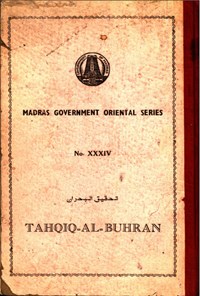 MADRAS GOVERNMENT ORIENTAL SERIES
No. XXXIV
تحقيق البحران
TAHQIQ-AL-BUHRAN